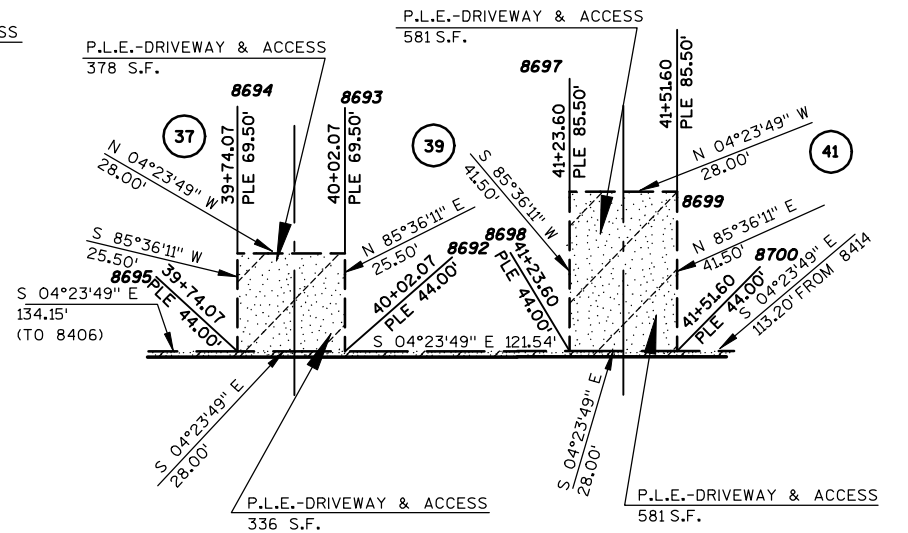 SS
P.L.E.-DRIVEWAY & ACCESS
378 S.F.
P.L.E.-DRIVEWAY & ACCESS
581 S.F.
8694
8693
8697
37
39
41
39+74.07
PLE 69.50'
40+02.07
PLE 69.50'
41+23.60
PLE 85.50'
41+51.60
PLE 85.50'
N 04°23'49" W
28.00'
S 85°36'11" W
41.50'
N 04°23'49" W
28.00'
S 85°36'11" W
25.50'
N 85°36'11" E
25.50'
8699
N 85°36'11" E
41.50'
8695
39+74.07
PLE 44.00'
8692
40+02.07
PLE 44.00'
8698
41+23.60
PLE 44.00'
8700
41+51.60
PLE 44.00'
S 04°23'49" E
113.20' FROM 8414
S 04°23'49" E
134.15'
(TO 8406)
S 04°23'49" E 121.54'
S 04°23'49" E
28.00'
S 04°23'49" E
28.00'
P.L.E.-DRIVEWAY & ACCESS
336 S.F.
P.L.E.-DRIVEWAY & ACCESS
581 S.F.